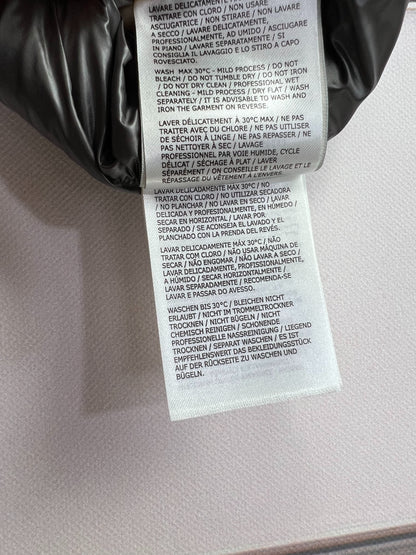 LAVARE DELICATAMENTE A
TRATTARE CON CLORO / NON USARE
ASCIUGATRICE / NON STIRARE / NON LAVARE
A SECCO / LAVARE DELICATAMENTE,
PROFESSIONALMENTE, AD UMIDO / ASCIUGARE
IN PIANO / LAVARE SEPARATAMENTE / SI
CONSIGLIA IL LAVAGGIO E LO STIRO A CAPO
ROVESCIATO.
WASH MAX 30°C - MILD PROCESS / DO NOT
BLEACH / DO NOT TUMBLE DRY / DO NOT IRON
/ DO NOT DRY CLEAN / PROFESSIONAL WET
CLEANING - MILD PROCESS / DRY FLAT / WASH
SEPARATELY / IT IS ADVISABLE TO WASH AND
IRON THE GARMENT ON REVERSE.
LAVER DÉLICATEMENT À 30°C MAX / NE PAS
TRAITER AVEC DU CHLORE / NE PAS UTILISER
DE SÉCHOIR À LINGE / NE PAS REPASSER / NE
PAS NETTOYER À SEC / LAVAGE
PROFESSIONNEL PAR VOIE HUMIDE, CYCLE
DÉLICAT / SÉCHAGE À PLAT / LAVER
SÉPARÉMENT / ON CONSEILLE LE LAVAGE ET LE
REPASSAGE DU VÊTEMENT À L'ENVERS.
LAVAR DELICADAMENTE MAX 30°C / NO
TRATAR CON CLORO / NO UTILIZAR SECADORA
/ NO PLANCHAR / NO LAVAR EN SECO / LAVAR
DELICADA Y PROFESIONALMENTE, EN HÚMEDO /
SECAR EN HORIZONTAL / LAVAR POR
SEPARADO / SE ACONSEJA EL LAVADO Y EL
PLANCHADO CON LA PRENDA DEL REVÉS.
LAVAR DELICADAMENTE MÁX 30°C / NÃO
TRATAR COM CLORO / NÃO USAR MÁQUINA DE
SECAR / NÃO ENGOMAR / NÃO LAVAR A SECO /
LAVAR DELICADAMENTE, PROFISSIONALMENTE,
A HÚMIDO / SECAR HORIZONTALMENTE /
LAVAR SEPARADAMENTE / RECOMENDA-SE
LAVAR E PASSAR DO AVESSO.
WASCHEN BIS 30°C / BLEICHEN NICHT
ERLAUBT / NICHT IM TROMMELTROCKNER
TROCKNEN / NICHT BÜGELN / NICHT
CHEMISCH REINIGEN / SCHONENDE
PROFESSIONELLE NASSREINIGUNG / LIEGEND
TROCKNEN / SEPARAT WASCHEN / ES IST
EMPFEHLENSWERT DAS BEKLEIDUNGSSTÜCK
AUF DER RÜCKSEITE ZU WASCHEN UND
BÜGELN.